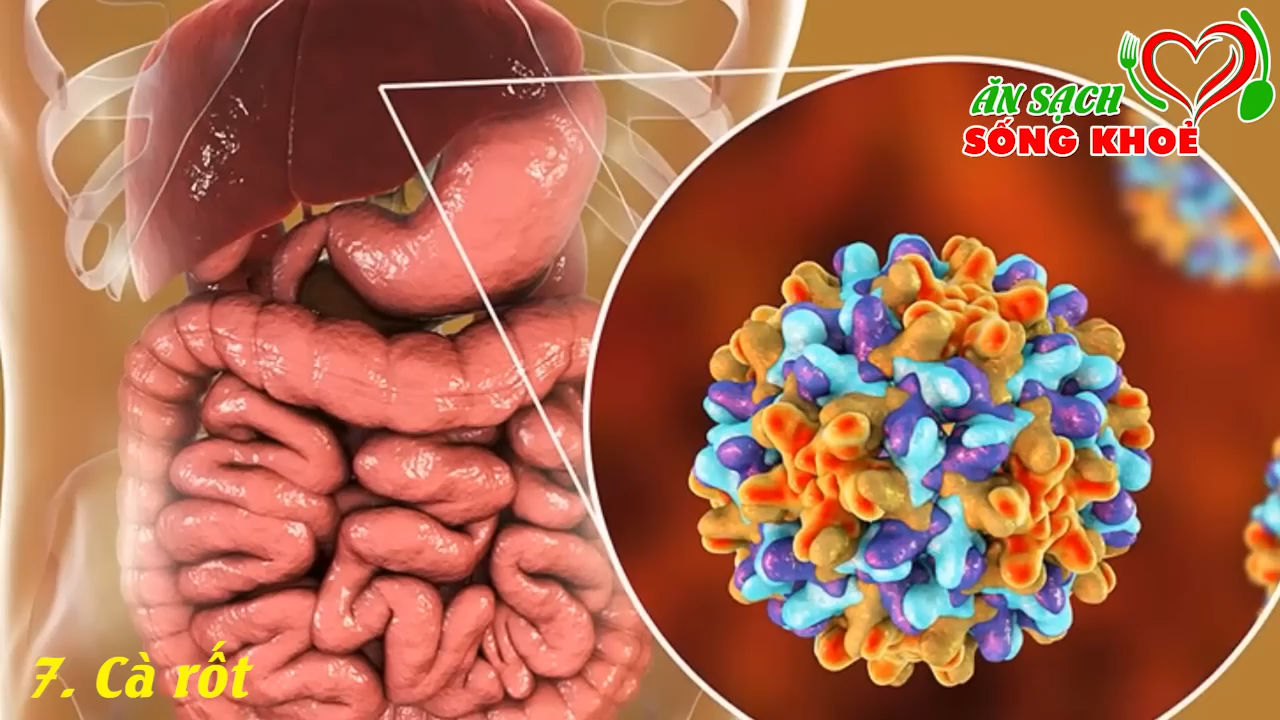 ĂN SẠCH
SỐNG KHOẺ
7. Cà rốt